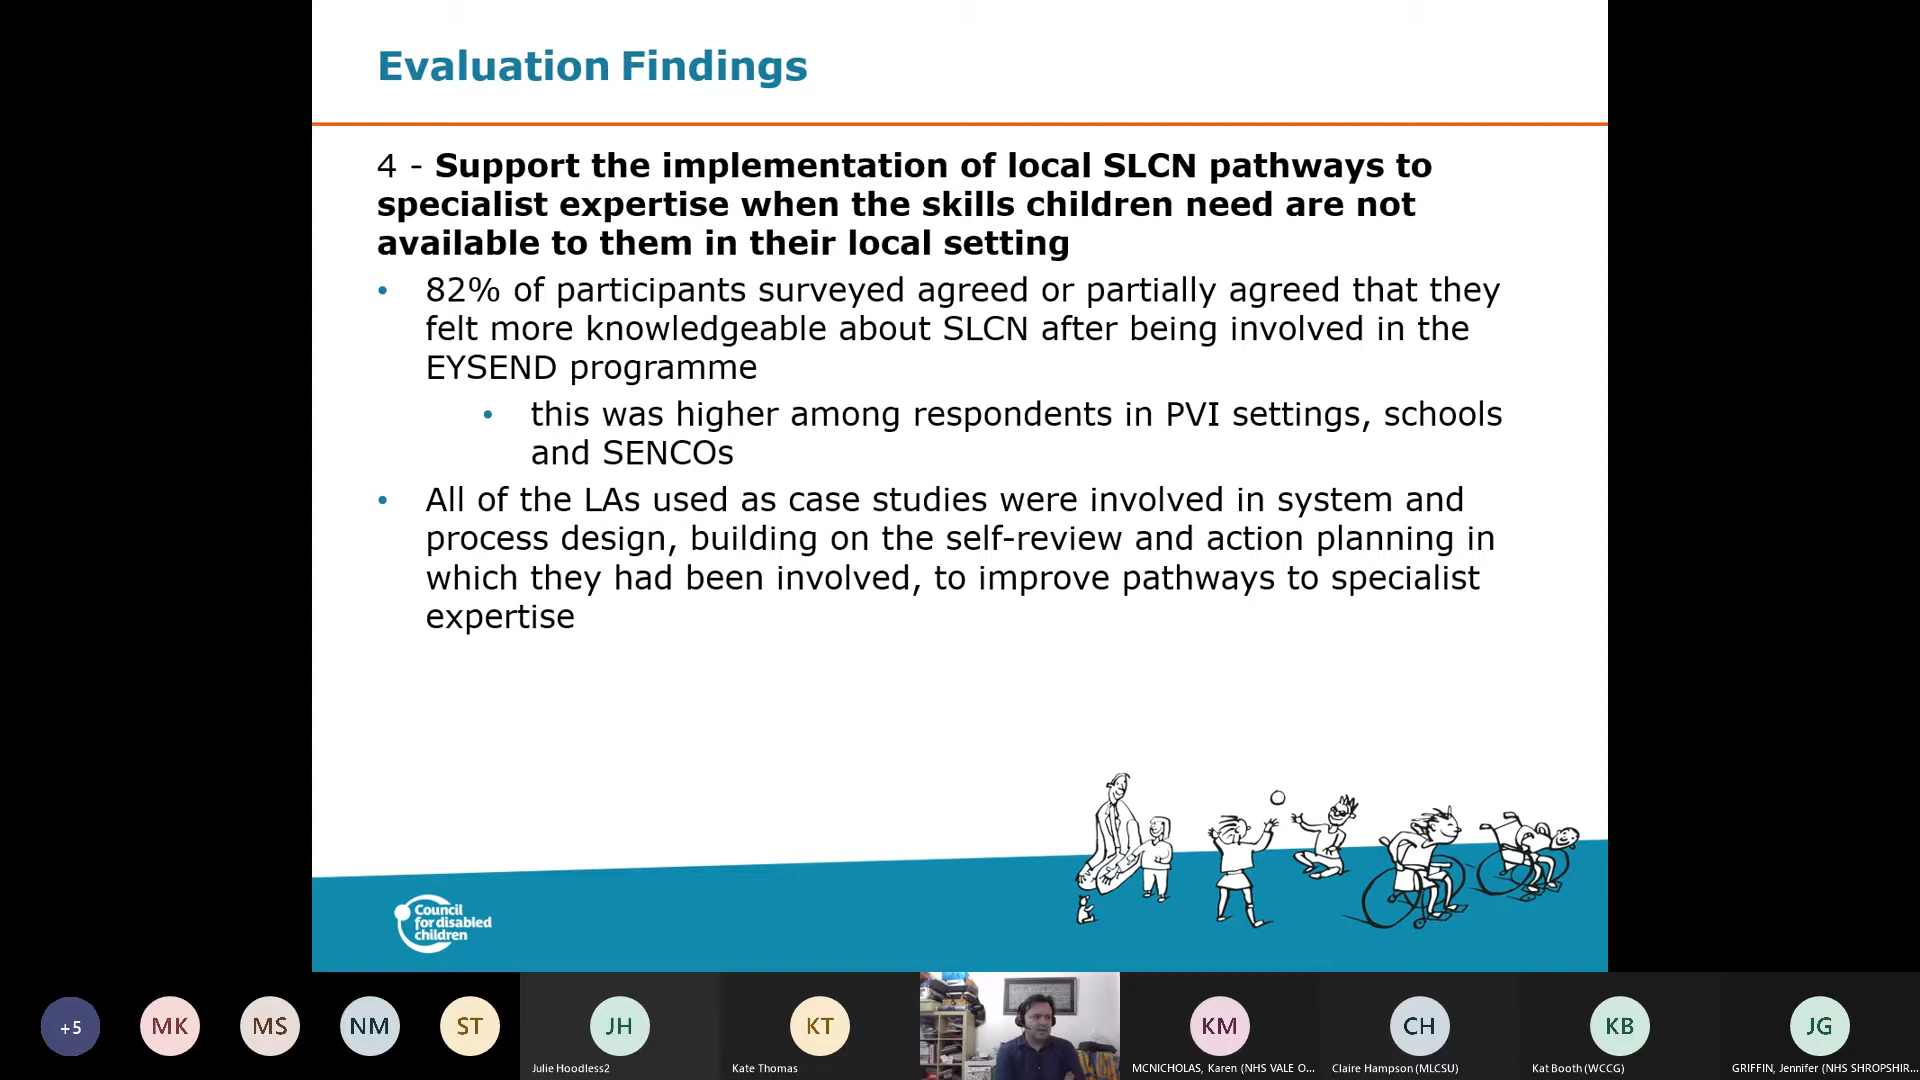 Evaluation Findings
4 - Support the implementation of local SLCN pathways to
specialist expertise when the skills children need are not
available to them in their local setting
• 82% of participants surveyed agreed or partially agreed that they
felt more knowledgeable about SLCN after being involved in the
EYSEND programme
• this was higher among respondents in PVI settings, schools
and SENCOs
• All of the LAs used as case studies were involved in system and
process design, building on the self-review and action planning in
which they had been involved, to improve pathways to specialist
expertise
Council
for disabled
children
+5
MK
MS
NM
ST
JH
KT
KM
CH
KB
JG
Julie Hoodless2
Kate Thomas
MCNICHOLAS, Karen (NHS VALE O...
Claire Hampson (MLCSU)
Kat Booth (WCCG)
GRIFFIN, Jennifer (NHS SHROPSHIR...